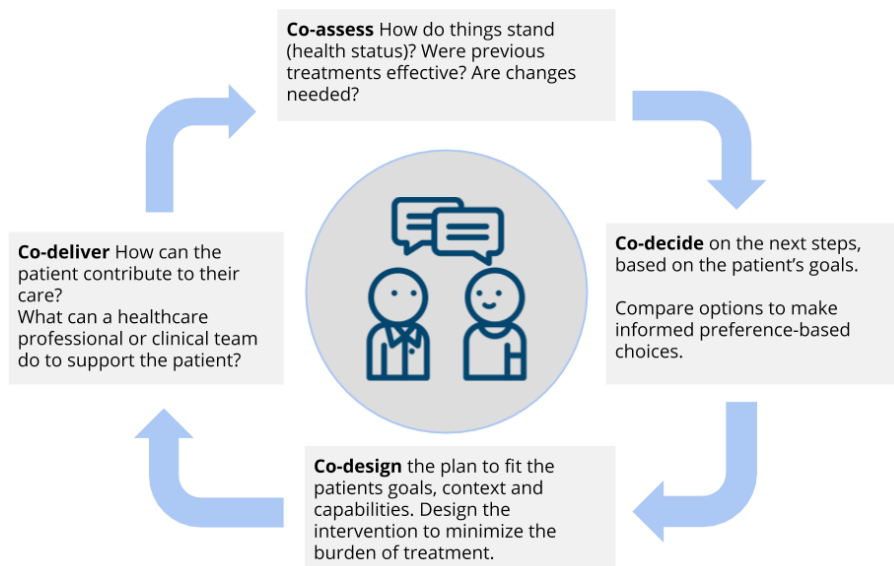 Co-assess How do things stand
(health status)? Were previous
treatments effective? Are changes
needed?
Co-decide on the next steps,
based on the patient's goals.
Compare options to make
informed preference-based
choices.
Co-design the plan to fit the
patients goals, context and
capabilities. Design the
intervention to minimize the
burden of treatment.
Co-deliver How can the
patient contribute to their
care?
What can a healthcare
professional or clinical team
do to support the patient?